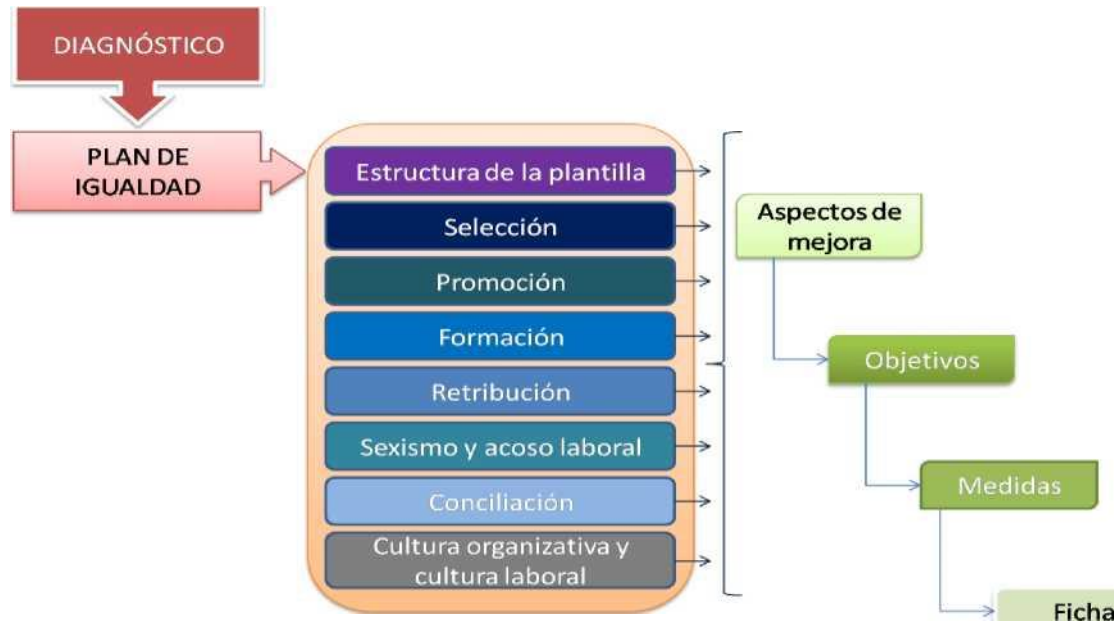 DIAGNÓSTICO
PLAN DE
IGUALDAD
Estructura de la plantilla
Selección
Promoción
Formación
Retribución
Sexismo y acoso laboral
Conciliación
Cultura organizativa y
cultura laboral
Aspectos de
mejora
Objetivos
Medidas
Ficha